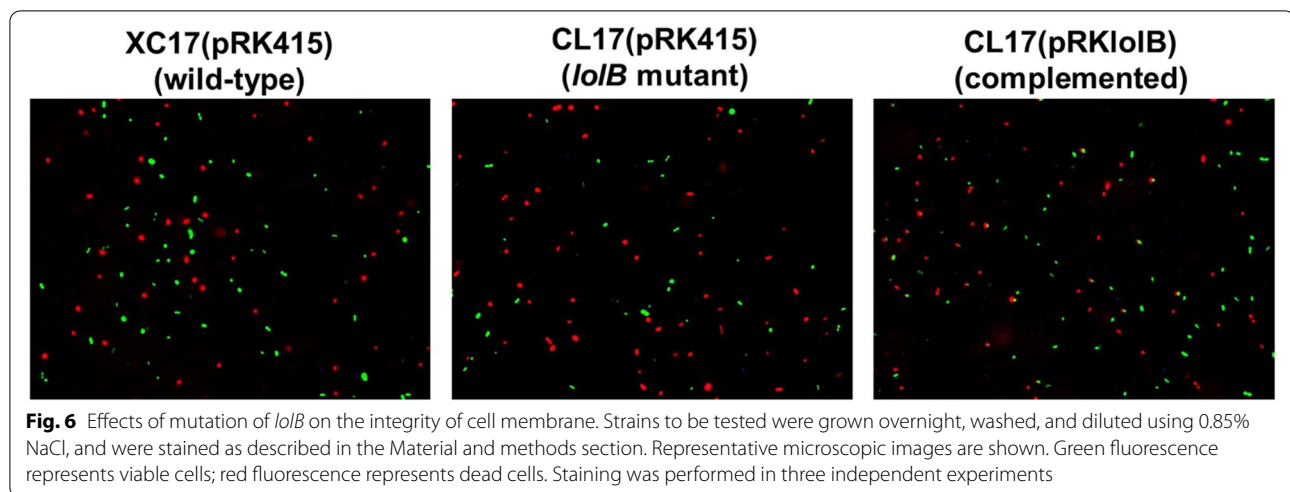 XC17(pRK415)
(wild-type)
CL17(pRK415)
(lolB mutant)
CL17(pRKlolB)
(complemented)
Fig. 6 Effects of mutation of lolB on the integrity of cell membrane. Strains to be tested were grown overnight, washed, and diluted using 0.85%
NaCl, and were stained as described in the Material and methods section. Representative microscopic images are shown. Green fluorescence
represents viable cells; red fluorescence represents dead cells. Staining was performed in three independent experiments